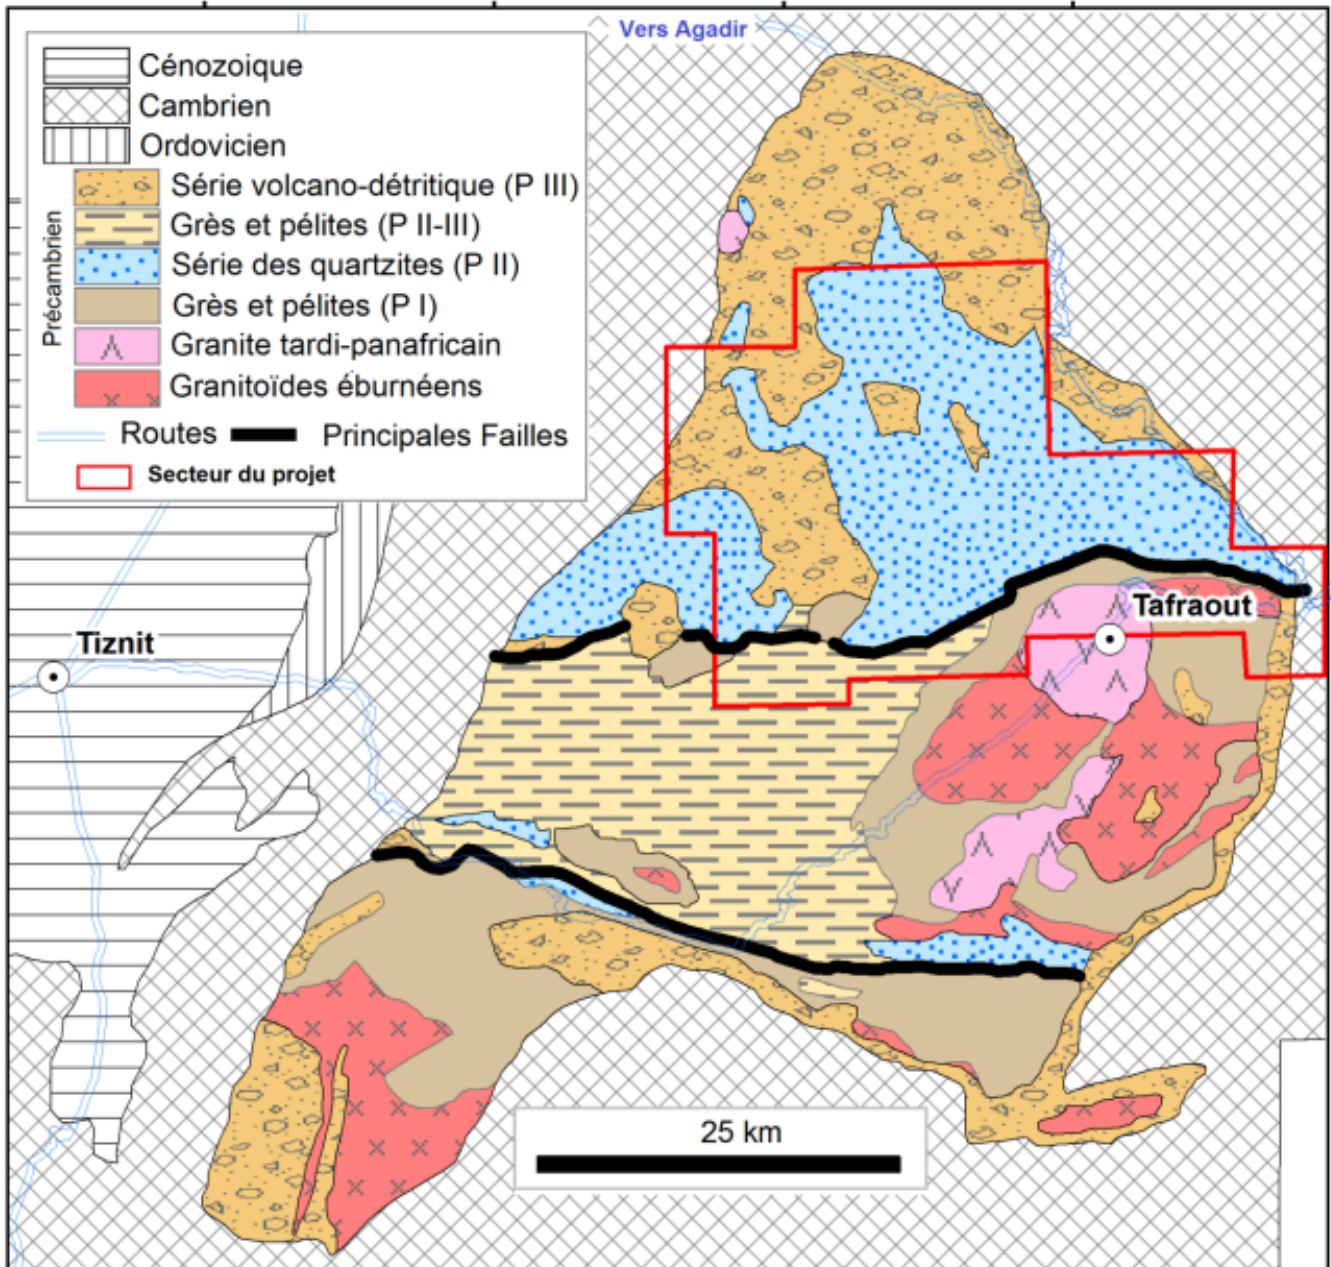 Vers Agadir
Cénozoique
Cambrien
Ordovicien
Précambrien
Série volcano-détritique (P III)
Grès et pélites (P II-III)
Série des quartzites (P II)
Grès et pélites (P I)
Granite tardi-panafricain
Granitoïdes éburnéens
Routes
Principales Failles
Secteur du projet
Tafraout
Tiznit
25 km